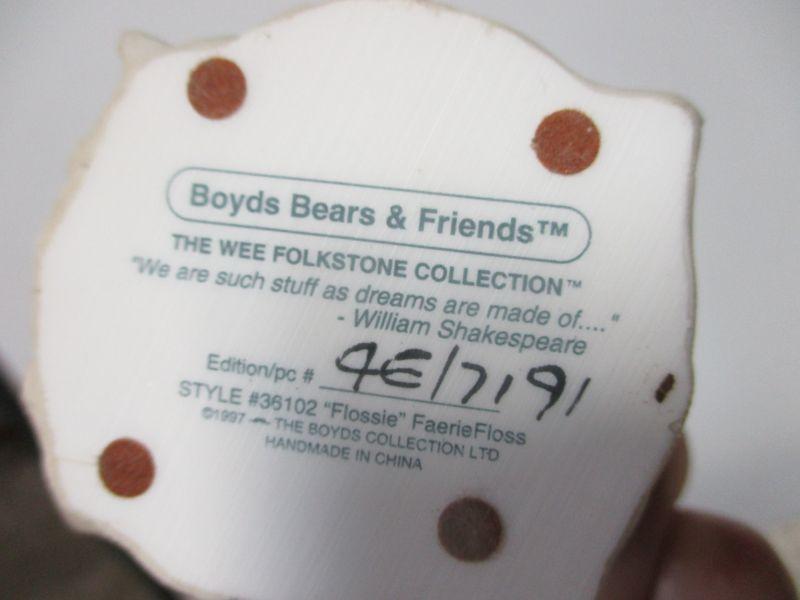 Boyds Bears & Friends™
THE WEE FOLKSTONE COLLECTION™
"We are such stuff as dreams are made of...."
- William Shakespeare
Edition/pc # 4E/7191
STYLE #36102 "Flossie" FaerieFloss
©1997 THE BOYDS COLLECTION LTD
HANDMADE IN CHINA